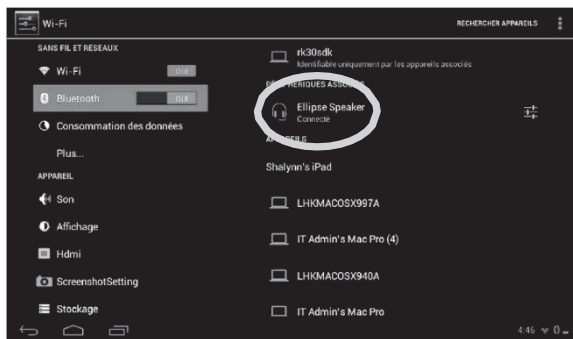 Wi-Fi
RECHERCHER APPAREILS
SANS FIL ET RÉSEAUX
Wi-Fi
OUI
Bluetooth
OUI
Consommation des données
Plus...
APPAREIL
Son
Affichage
Hdmi
ScreenshotSetting
Stockage
rk30sdk
Identifiable uniquement par les appareils associés
PÉRIPHÉRIQUES ASSOCIÉS
Ellipse Speaker
Connecté
APPAREILS
Shalynn's iPad
LHKMACOSX997A
IT Admin's Mac Pro (4)
LHKMACOSX940A
IT Admin's Mac Pro
4:46